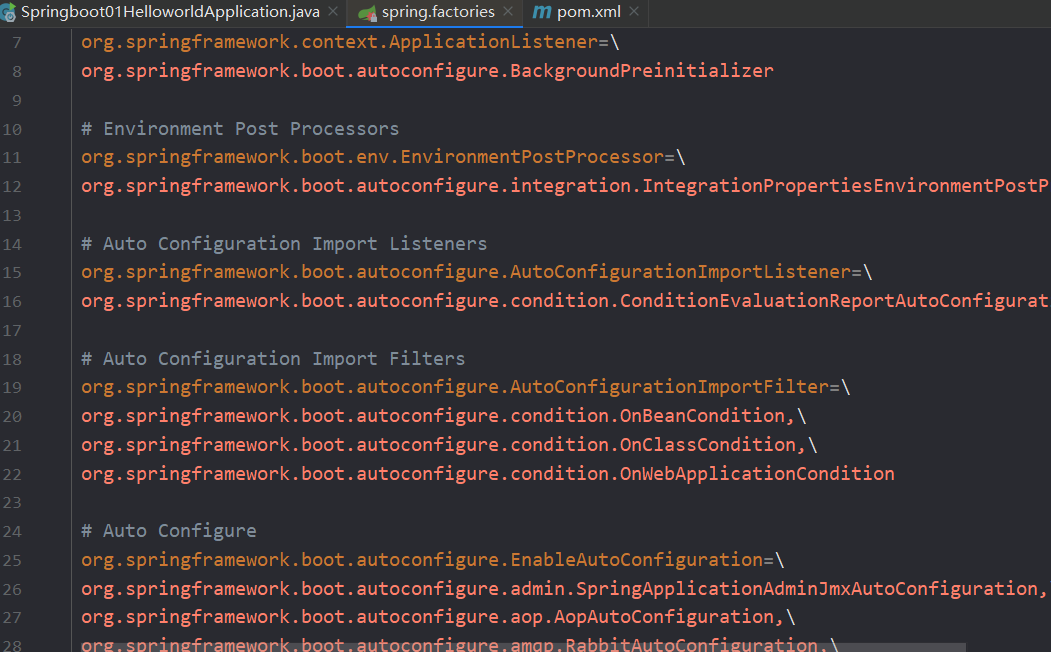 Springboot01HelloworldApplication.java × spring.factories × pom.xml ×
7 org.springframework.context.ApplicationListener=\
8 org.springframework.boot.autoconfigure.BackgroundPreinitializer
9
10 # Environment Post Processors
11 org.springframework.boot.env.EnvironmentPostProcessor=\
12 org.springframework.boot.autoconfigure.integration.IntegrationPropertiesEnvironmentPostP
13
14 # Auto Configuration Import Listeners
15 org.springframework.boot.autoconfigure.AutoConfigurationImportListener=\
16 org.springframework.boot.autoconfigure.condition.ConditionEvaluationReportAutoConfigurat
17
18 # Auto Configuration Import Filters
19 org.springframework.boot.autoconfigure.AutoConfigurationImportFilter=\
20 org.springframework.boot.autoconfigure.condition.OnBeanCondition,\
21 org.springframework.boot.autoconfigure.condition.OnClassCondition,\
22 org.springframework.boot.autoconfigure.condition.OnWebApplicationCondition
23
24 # Auto Configure
25 org.springframework.boot.autoconfigure.EnableAutoConfiguration=\
26 org.springframework.boot.autoconfigure.admin.SpringApplicationAdminJmxAutoConfiguration,
27 org.springframework.boot.autoconfigure.aop.AopAutoConfiguration,\
28 org.springframework.boot.autoconfigure.amqp.RabbitAutoConfiguration,\